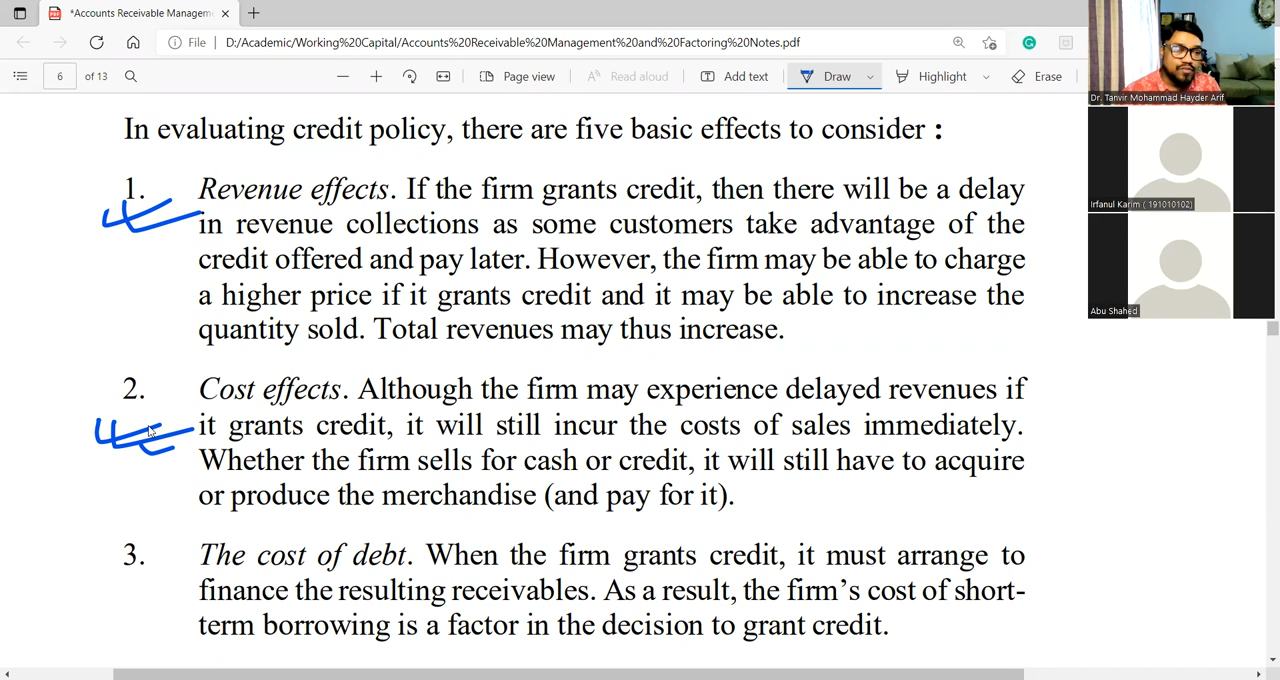 *Accounts Receivable Managem
File
D:/Academic/Working%20Capital/Accounts%20Receivable%20Management%20and%20Factoring%20Notes.pdf
6 of 13
Page view
Read aloud
Add text
Draw
Highlight
Erase
In evaluating credit policy, there are five basic effects to consider :
1. Revenue effects. If the firm grants credit, then there will be a delay
in revenue collections as some customers take advantage of the
credit offered and pay later. However, the firm may be able to charge
a higher price if it grants credit and it may be able to increase the
quantity sold. Total revenues may thus increase.
2. Cost effects. Although the firm may experience delayed revenues if
it grants credit, it will still incur the costs of sales immediately.
Whether the firm sells for cash or credit, it will still have to acquire
or produce the merchandise (and pay for it).
3. The cost of debt. When the firm grants credit, it must arrange to
finance the resulting receivables. As a result, the firm’s cost of short-
term borrowing is a factor in the decision to grant credit.
Dr. Tanvir Mohammad Hayder Arif
Irfanul Karim ( 191010102)
Abu Shahed